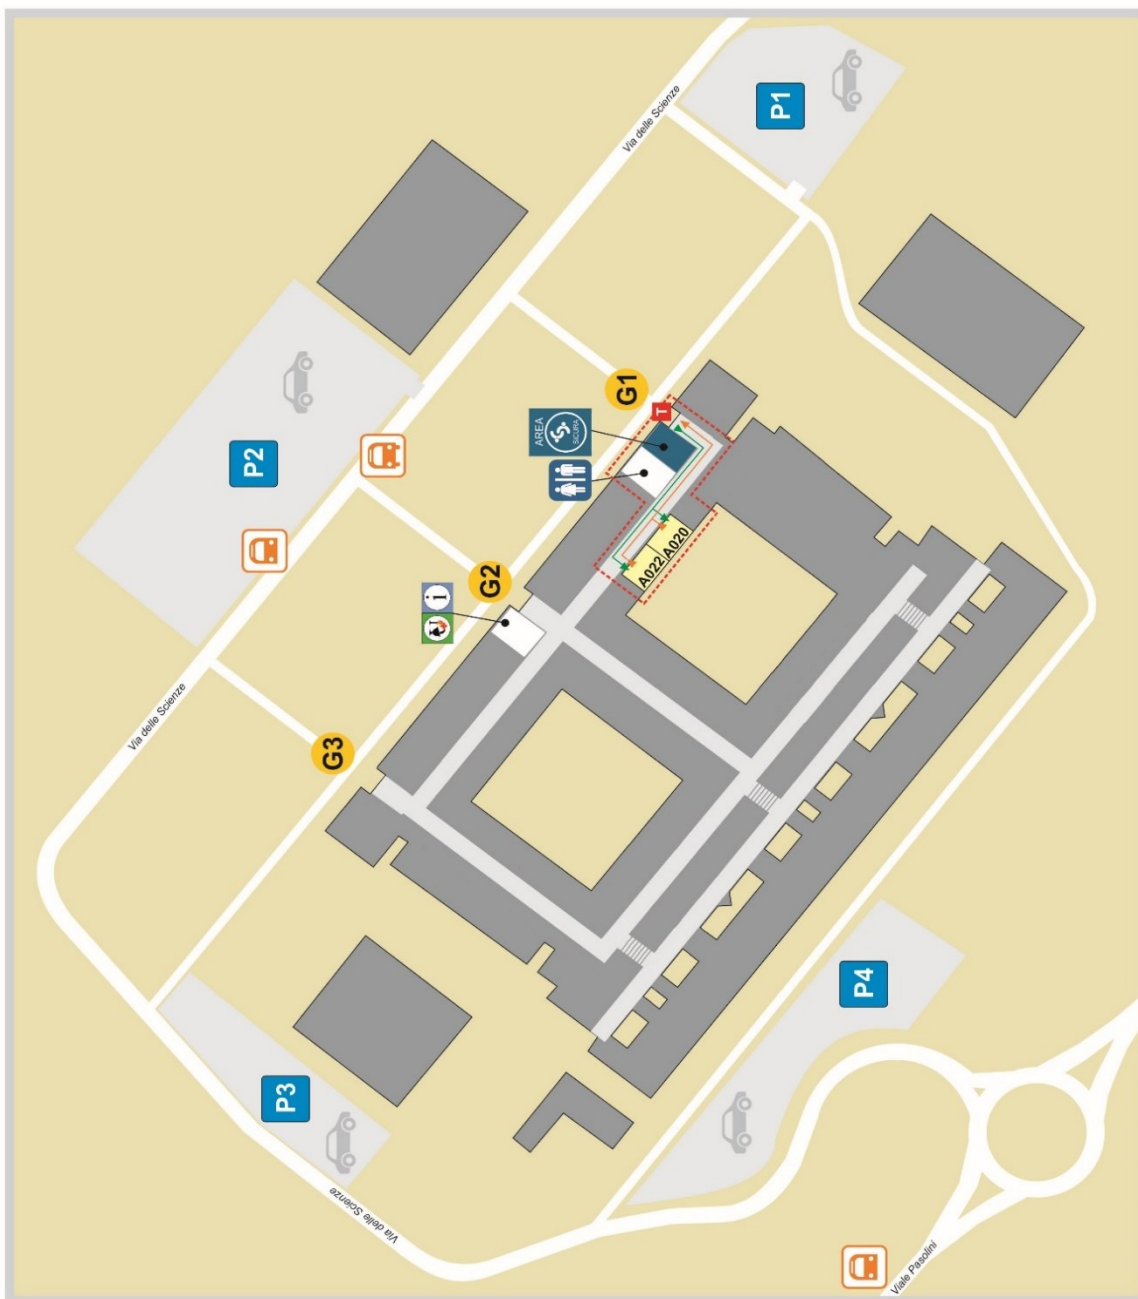 Via delle Scienze
P1
P2
G1
T
AREA
SICURA
A020
A022
G2
i
G3
Via delle Scienze
P4
P3
Via delle Scienze
Viale Pasolini